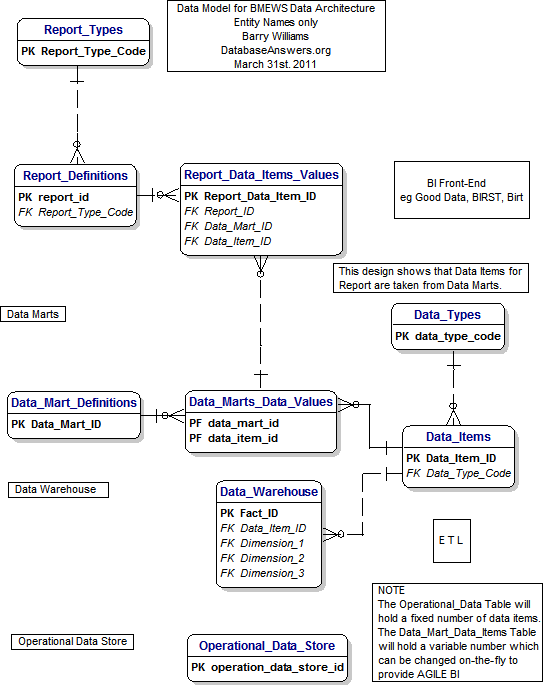 Data Model for BMEWS Data Architecture
Entity Names only
Barry Williams
DatabaseAnswers.org
March 31st. 2011
Report_Types
PK Report_Type_Code
Report_Definitions
PK report_id
FK Report_Type_Code
Report_Data_Items_Values
PK Report_Data_Item_ID
FK Report_ID
FK Data_Mart_ID
FK Data_Item_ID
BI Front-End
eg Good Data, BIRST, Birt
This design shows that Data Items for
Report are taken from Data Marts.
Data Marts
Data_Types
PK data_type_code
Data_Mart_Definitions
PK Data_Mart_ID
Data_Marts_Data_Values
PF data_mart_id
PF data_item_id
Data_Items
PK Data_Item_ID
FK Data_Type_Code
Data Warehouse
Data_Warehouse
PK Fact_ID
FK Data_Item_ID
FK Dimension_1
FK Dimension_2
FK Dimension_3
E T L
NOTE
The Operational_Data Table will
hold a fixed number of data items.
The Data_Mart_Data_Items Table
will hold a variable number which
can be changed on-the-fly to
provide AGILE BI
Operational Data Store
Operational_Data_Store
PK operation_data_store_id